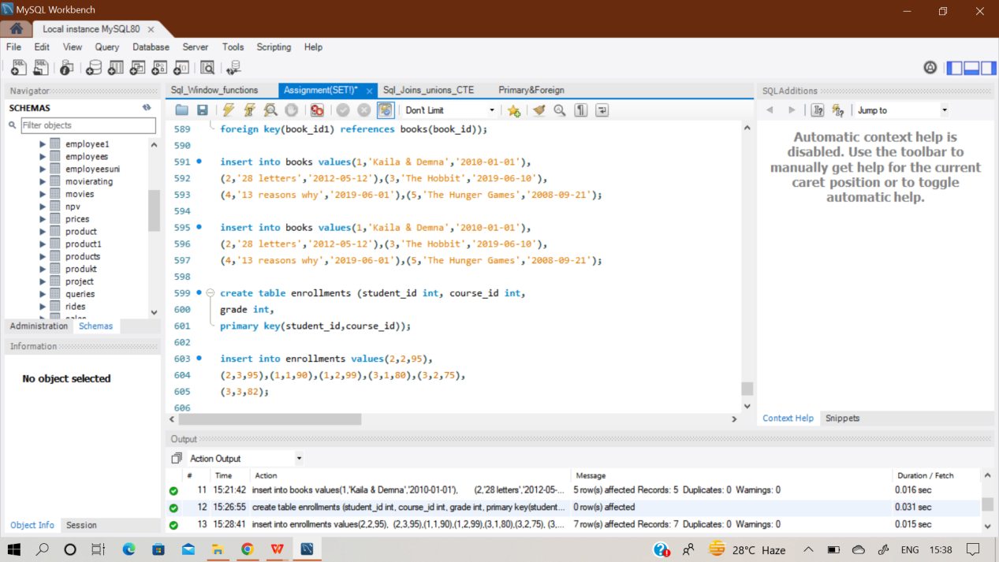 MySQL Workbench
Local instance MySQL80
File Edit View Query Database Server Tools Scripting Help
Navigator
SCHEMAS
Filter objects
employee1
employees
employeesuni
movierating
movies
npv
prices
product
product1
products
produkt
project
queries
rides
Administration Schemas
Information
No object selected
Object Info Session
Sql_Window_functions Assignment(SET!)* Sql_Joins_unions_CTE Primary&Foreign
Don't Limit
589 foreign key(book_id1) references books(book_id));
590
591 insert into books values(1,'Kaila & Demna','2010-01-01'),
592 (2,'28 letters','2012-05-12'),(3,'The Hobbit','2019-06-10'),
593 (4,'13 reasons why','2019-06-01'),(5,'The Hunger Games','2008-09-21');
594
595 insert into books values(1,'Kaila & Demna','2010-01-01'),
596 (2,'28 letters','2012-05-12'),(3,'The Hobbit','2019-06-10'),
597 (4,'13 reasons why','2019-06-01'),(5,'The Hunger Games','2008-09-21');
598
599 create table enrollments (student_id int, course_id int,
600 grade int,
601 primary key(student_id,course_id));
602
603 insert into enrollments values(2,2,95),
604 (2,3,95),(1,1,90),(1,2,99),(3,1,80),(3,2,75),
605 (3,3,82);
606
SQLAdditions
Jump to
Automatic context help is
disabled. Use the toolbar to
manually get help for the current
caret position or to toggle
automatic help.
Context Help Snippets
Output
Action Output
# Time Action Message Duration / Fetch
11 15:21:42 insert into books values(1,'Kaila & Demna','2010-01-01'), (2,'28 letters','2012-05-... 5 row(s) affected Records: 5 Duplicates: 0 Warnings: 0 0.016 sec
12 15:26:55 create table enrollments (student_id int, course_id int, grade int, primary key(student... 0 row(s) affected 0.031 sec
13 15:28:41 insert into enrollments values(2,2,95), (2,3,95),(1,1,90),(1,2,99),(3,1,80),(3,2,75), (3,... 7 row(s) affected Records: 7 Duplicates: 0 Warnings: 0 0.015 sec
28°C Haze ENG 15:38